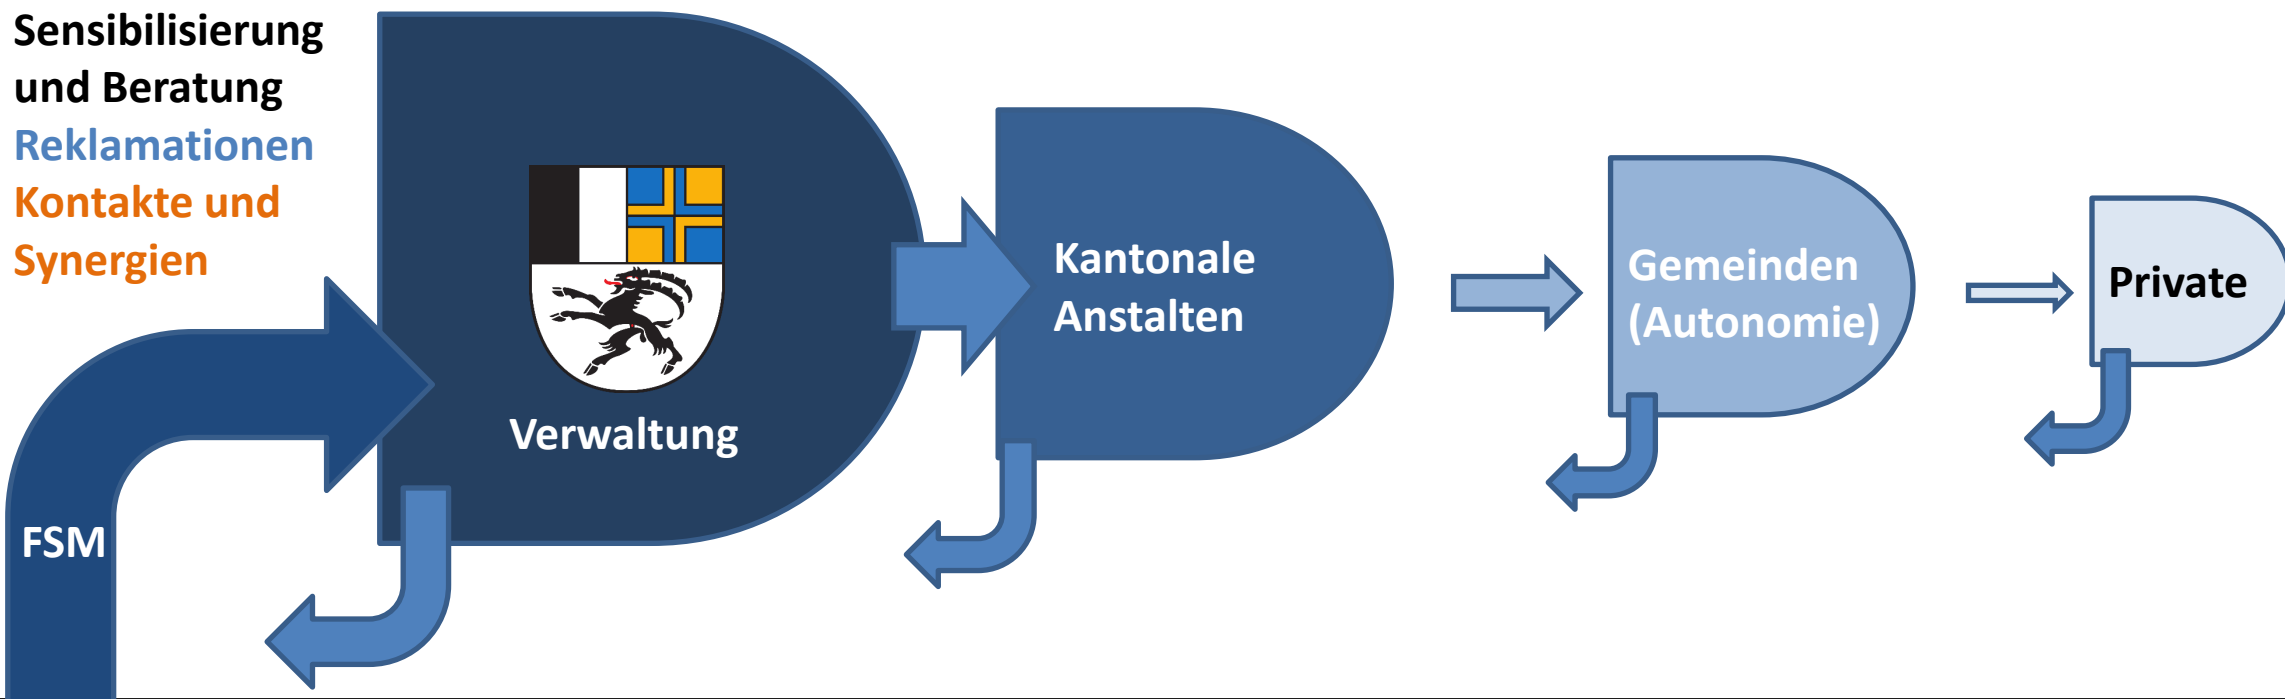 Sensibilisierung
und Beratung
Reklamationen
Kontakte und
Synergien
FSM
Verwaltung
Kantonale
Anstalten
Gemeinden
(Autonomie)
Private